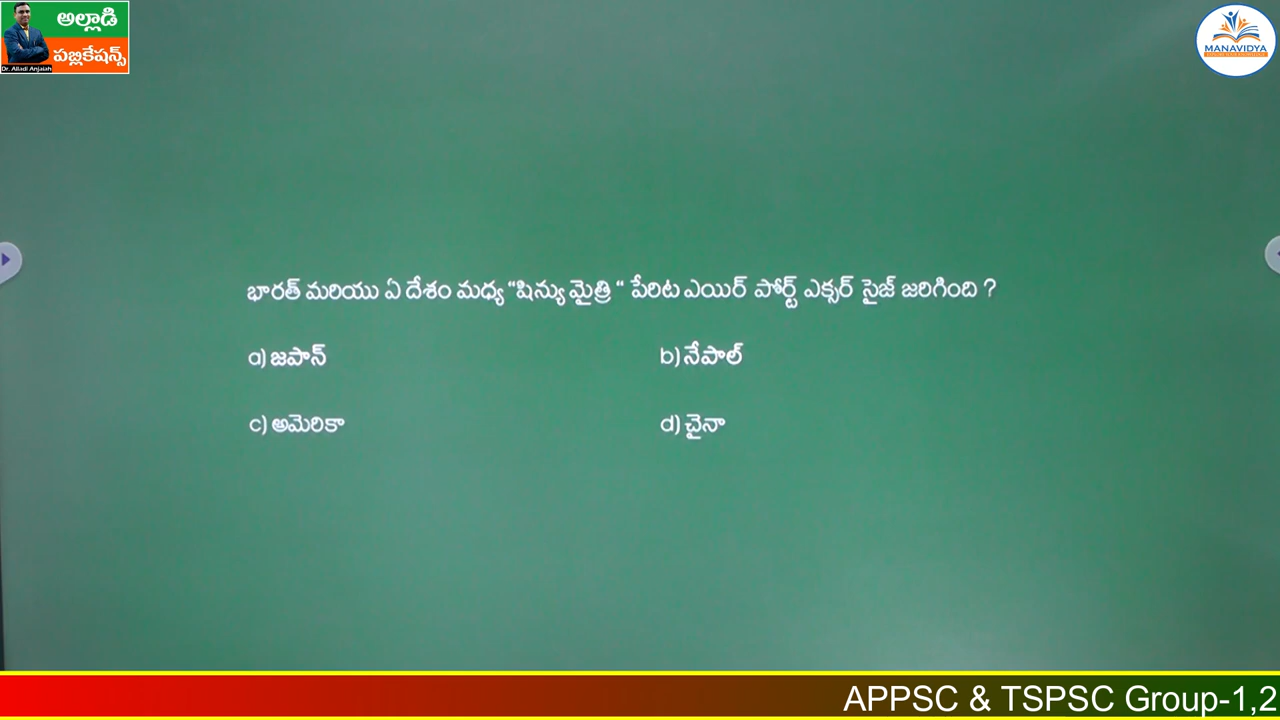 అల్లాడి
పబ్లికేషన్స్
Dr. Alladi Anjaiah
MANAVIDYA
భారత్ మరియు ఏ దేశం మధ్య “షిన్యు మైత్రి “ పేరిట ఎయిర్ పోర్ట్ ఎక్సర్ సైజ్ జరిగింది ?
a) జపాన్
b) నేపాల్
c) అమెరికా
d) చైనా
APPSC & TSPSC Group-1,2